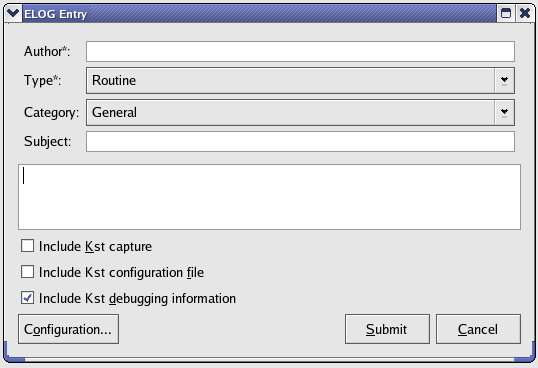 ELOG Entry
Author*:
Type*: Routine
Category: General
Subject:
Include Kst capture
Include Kst configuration file
Include Kst debugging information
Configuration... Submit Cancel